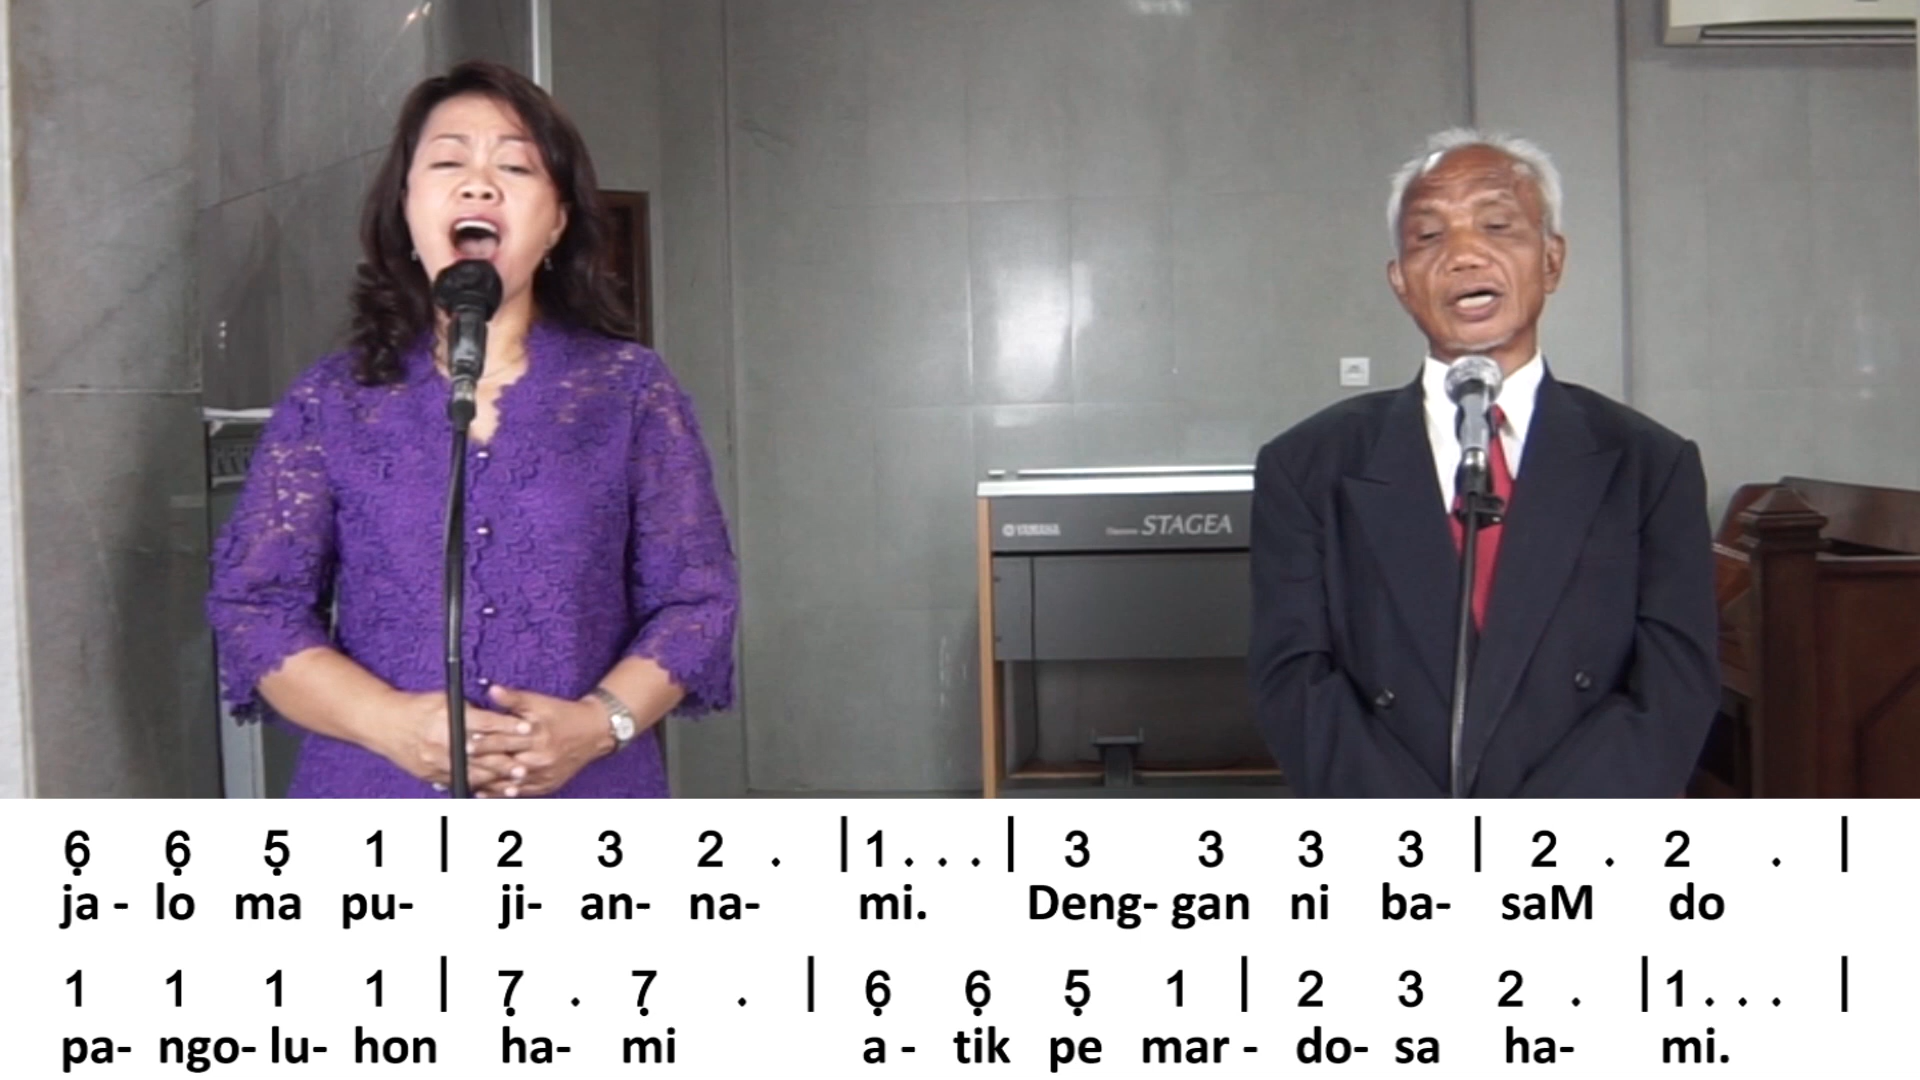 YAMAHA STAGEA
6̣ 6̣ 5̣ 1 | 2 3 2 . | 1 . . . | 3 3 3 3 | 2 . 2 . |
ja - lo ma pu- ji- an- na- mi. Deng- gan ni ba- saM do
1 1 1 1 | 7̣ . 7̣ . | 6̣ 6̣ 5̣ 1 | 2 3 2 . | 1 . . . |
pa- ngo- lu- hon ha- mi a - tik pe mar - do- sa ha- mi.